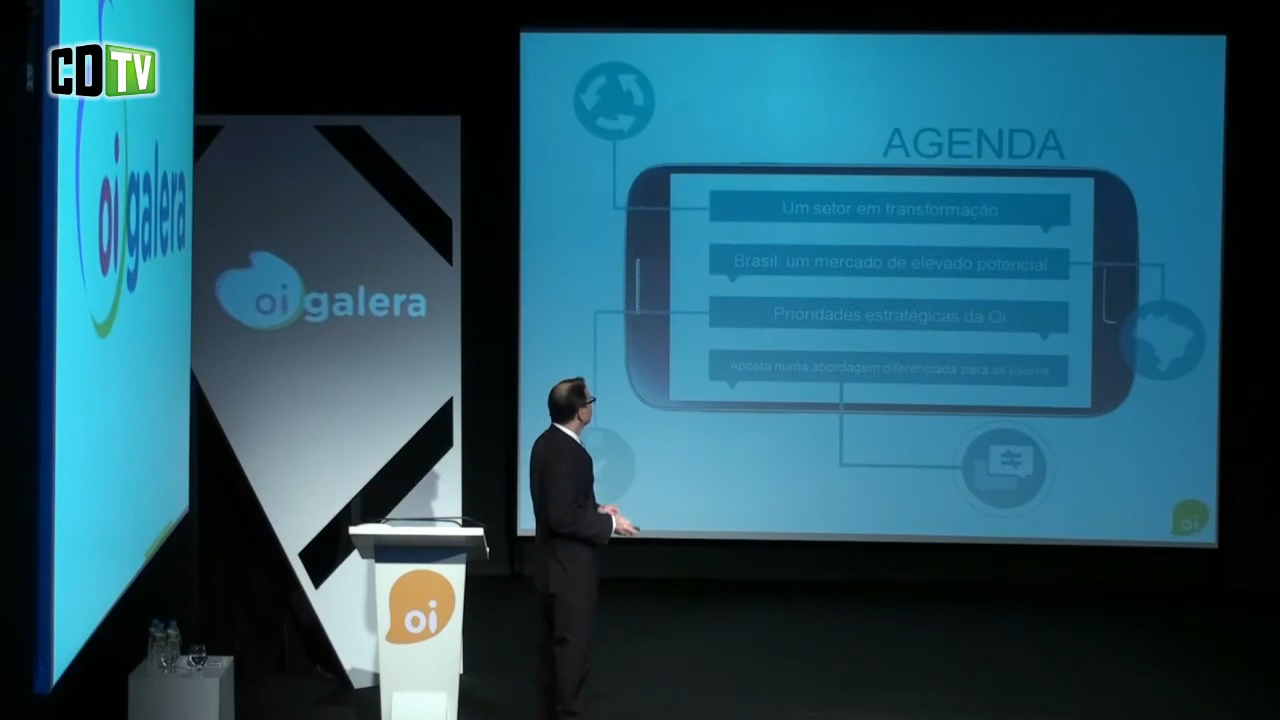 CDTV
oi galera
oi galera
AGENDA
Um setor em transformação
Brasil: um mercado de elevado potencial
Prioridades estratégicas da Oi
Aposta numa abordagem diferenciada para os jovens
oi
oi